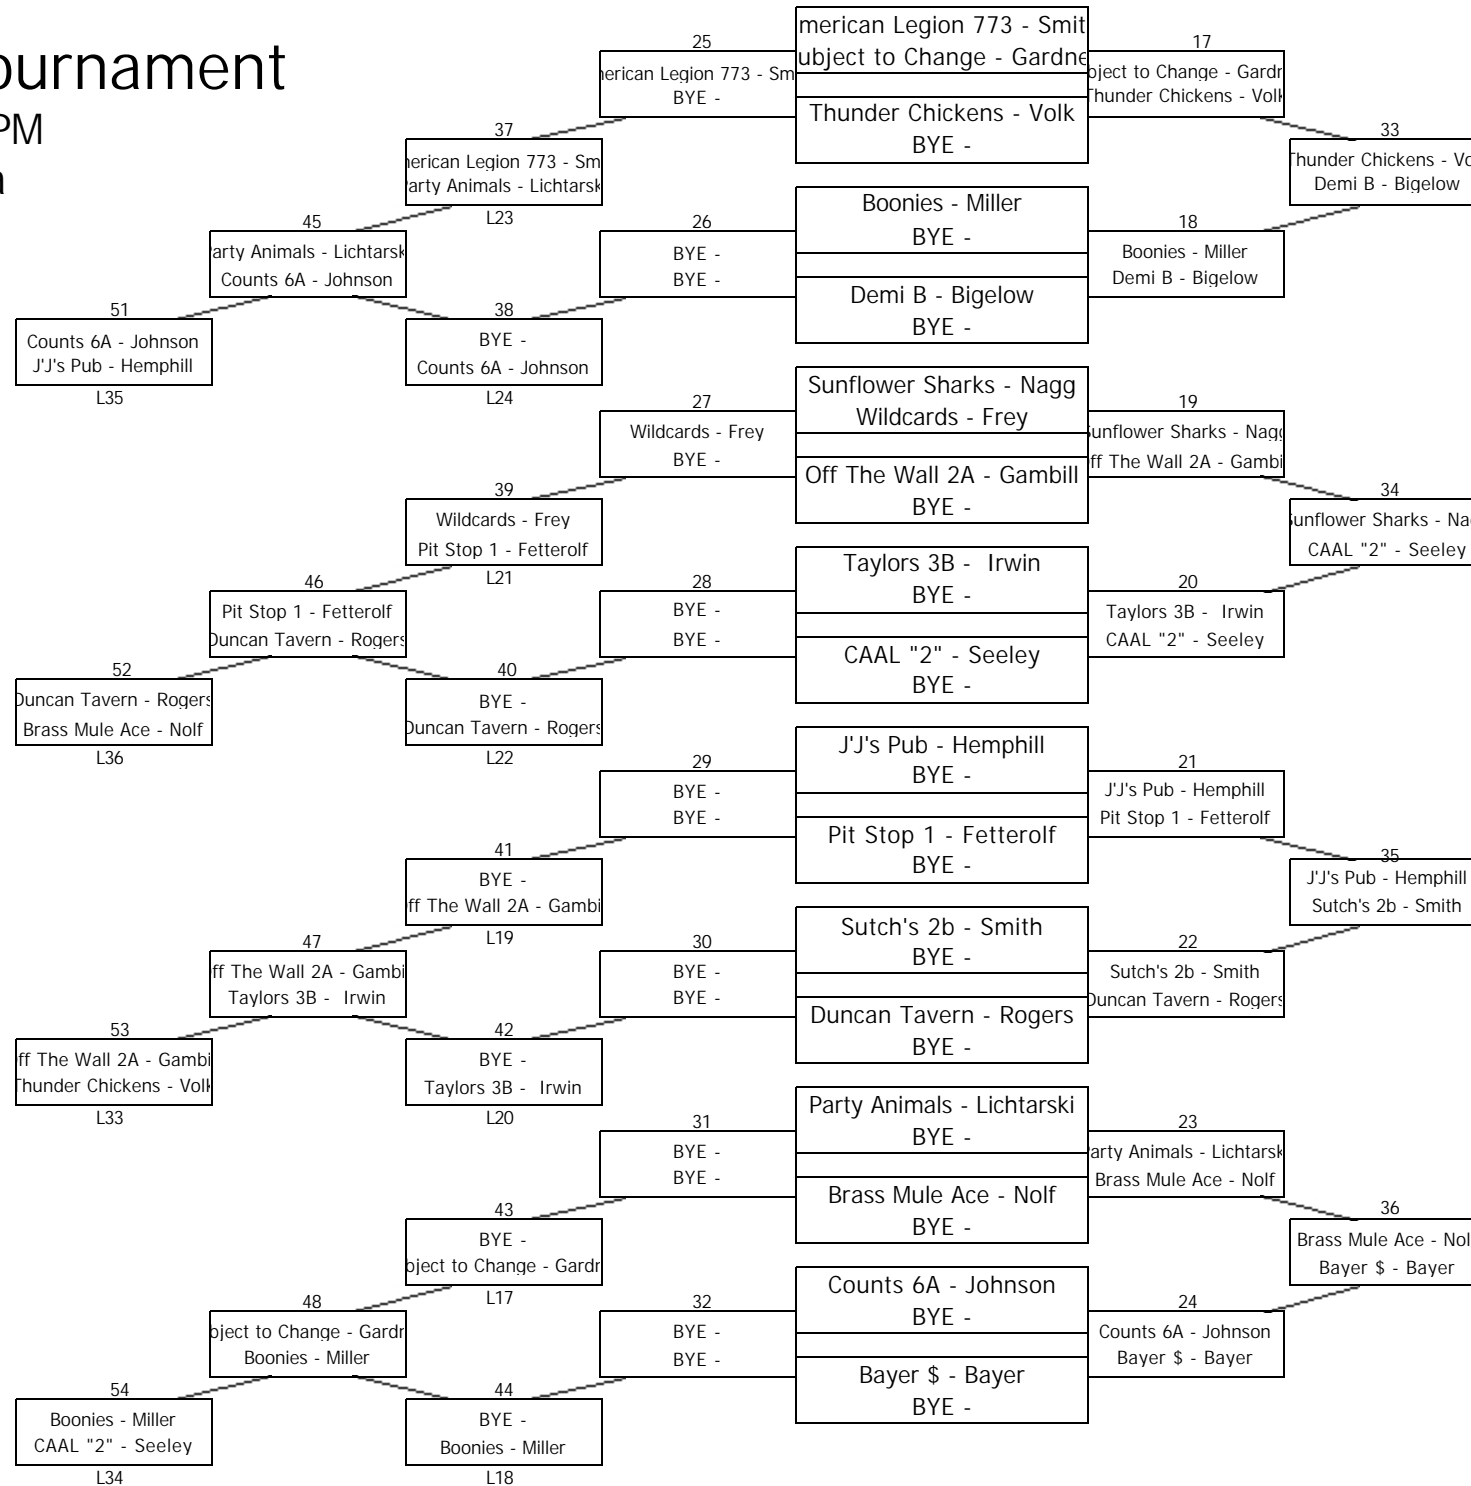 ournament
PM
a
51
Counts 6A - Johnson
J'J's Pub - Hemphill
L35
52
Duncan Tavern - Rogers
Brass Mule Ace - Nolf
L36
53
ff The Wall 2A - Gambi
Thunder Chickens - Volk
L33
54
Boonies - Miller
CAAL "2" - Seeley
L34
45
arty Animals - Lichtarsk
Counts 6A - Johnson
46
Pit Stop 1 - Fetterolf
Duncan Tavern - Rogers
47
ff The Wall 2A - Gambi
Taylors 3B - Irwin
48
bject to Change - Gardr
Boonies - Miller
37
nerican Legion 773 - Sm
Party Animals - Lichtarsk
L23
38
BYE -
Counts 6A - Johnson
L24
39
Wildcards - Frey
Pit Stop 1 - Fetterolf
L21
40
BYE -
Duncan Tavern - Rogers
L22
41
BYE -
ff The Wall 2A - Gambi
L19
42
BYE -
Taylors 3B - Irwin
L20
43
BYE -
bject to Change - Gardr
L17
44
BYE -
Boonies - Miller
L18
25
nerican Legion 773 - Sm
BYE -
26
BYE -
BYE -
27
Wildcards - Frey
BYE -
28
BYE -
BYE -
29
BYE -
BYE -
30
BYE -
BYE -
31
BYE -
BYE -
32
BYE -
BYE -
merican Legion 773 - Smit
ubject to Change - Gardne
Thunder Chickens - Volk
BYE -
Boonies - Miller
BYE -
Demi B - Bigelow
BYE -
Sunflower Sharks - Nagg
Wildcards - Frey
Off The Wall 2A - Gambill
BYE -
Taylors 3B - Irwin
BYE -
CAAL "2" - Seeley
BYE -
J'J's Pub - Hemphill
BYE -
Pit Stop 1 - Fetterolf
BYE -
Sutch's 2b - Smith
BYE -
Duncan Tavern - Rogers
BYE -
Party Animals - Lichtarski
BYE -
Brass Mule Ace - Nolf
BYE -
Counts 6A - Johnson
BYE -
Bayer $ - Bayer
BYE -
17
bject to Change - Gardr
Thunder Chickens - Volk
18
Boonies - Miller
Demi B - Bigelow
19
Sunflower Sharks - Nagg
ff The Wall 2A - Gambi
20
Taylors 3B - Irwin
CAAL "2" - Seeley
21
J'J's Pub - Hemphill
Pit Stop 1 - Fetterolf
22
Sutch's 2b - Smith
Duncan Tavern - Rogers
23
Party Animals - Lichtarsk
Brass Mule Ace - Nolf
24
Counts 6A - Johnson
Bayer $ - Bayer
33
Thunder Chickens - Vo
Demi B - Bigelow
34
Sunflower Sharks - Na
CAAL "2" - Seeley
35
J'J's Pub - Hemphill
Sutch's 2b - Smith
36
Brass Mule Ace - Nol
Bayer $ - Bayer